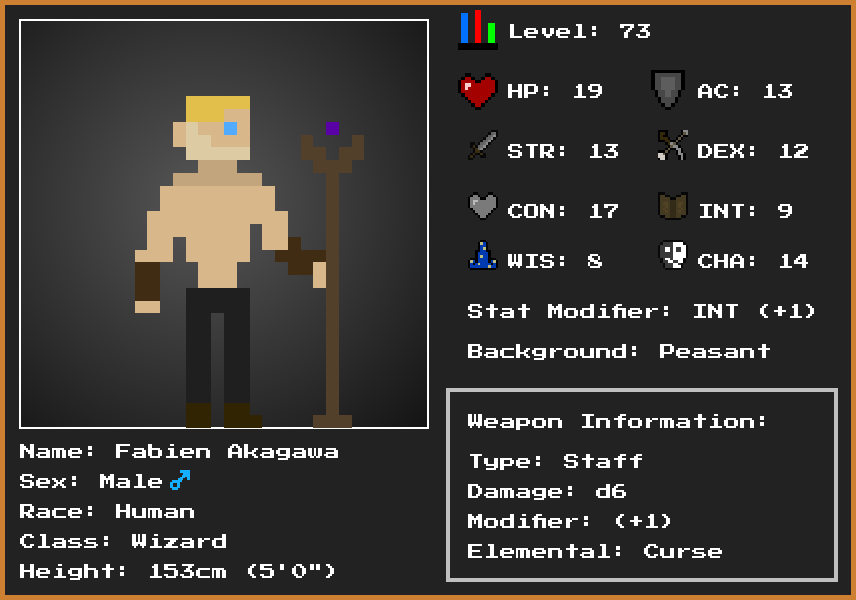 Level: 73
HP: 19 AC: 13
STR: 13 DEX: 12
CON: 17 INT: 9
WIS: 8 CHA: 14
Stat Modifier: INT (+1)
Background: Peasant
Weapon Information:
Type: Staff
Damage: d6
Modifier: (+1)
Elemental: Curse
Name: Fabien Akagawa
Sex: Male♂
Race: Human
Class: Wizard
Height: 153cm (5'0")